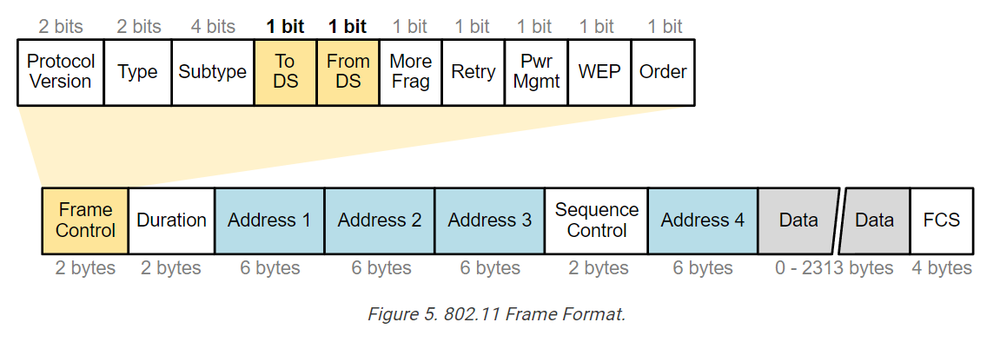 2 bits 2 bits 4 bits 1 bit 1 bit 1 bit 1 bit 1 bit 1 bit 1 bit
Protocol Version Type Subtype To DS From DS More Frag Retry Pwr Mgmt WEP Order
Frame Control Duration Address 1 Address 2 Address 3 Sequence Control Address 4 Data Data FCS
2 bytes 2 bytes 6 bytes 6 bytes 6 bytes 2 bytes 6 bytes 0 - 2313 bytes 4 bytes
Figure 5. 802.11 Frame Format.